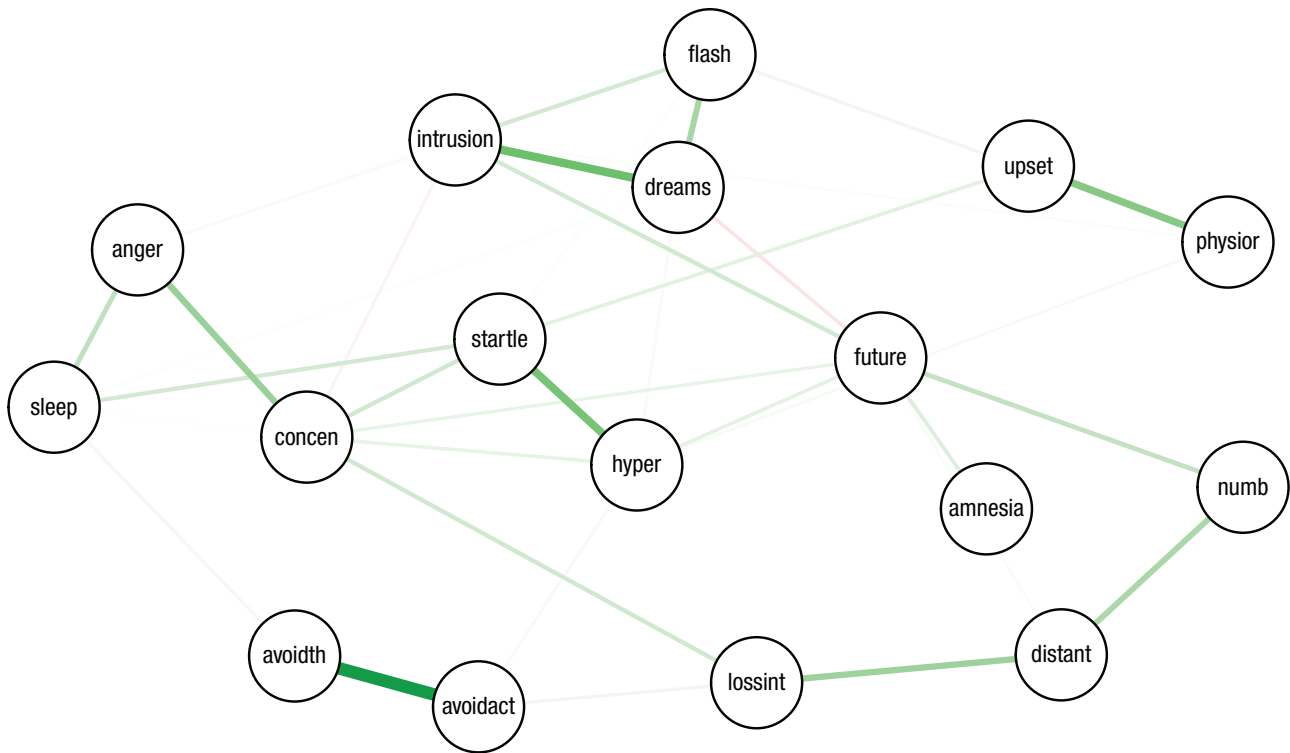 flash
intrusion
upset
dreams
physior
anger
startle
future
sleep
concen
hyper
numb
amnesia
avoidth
distant
lossint
avoidact